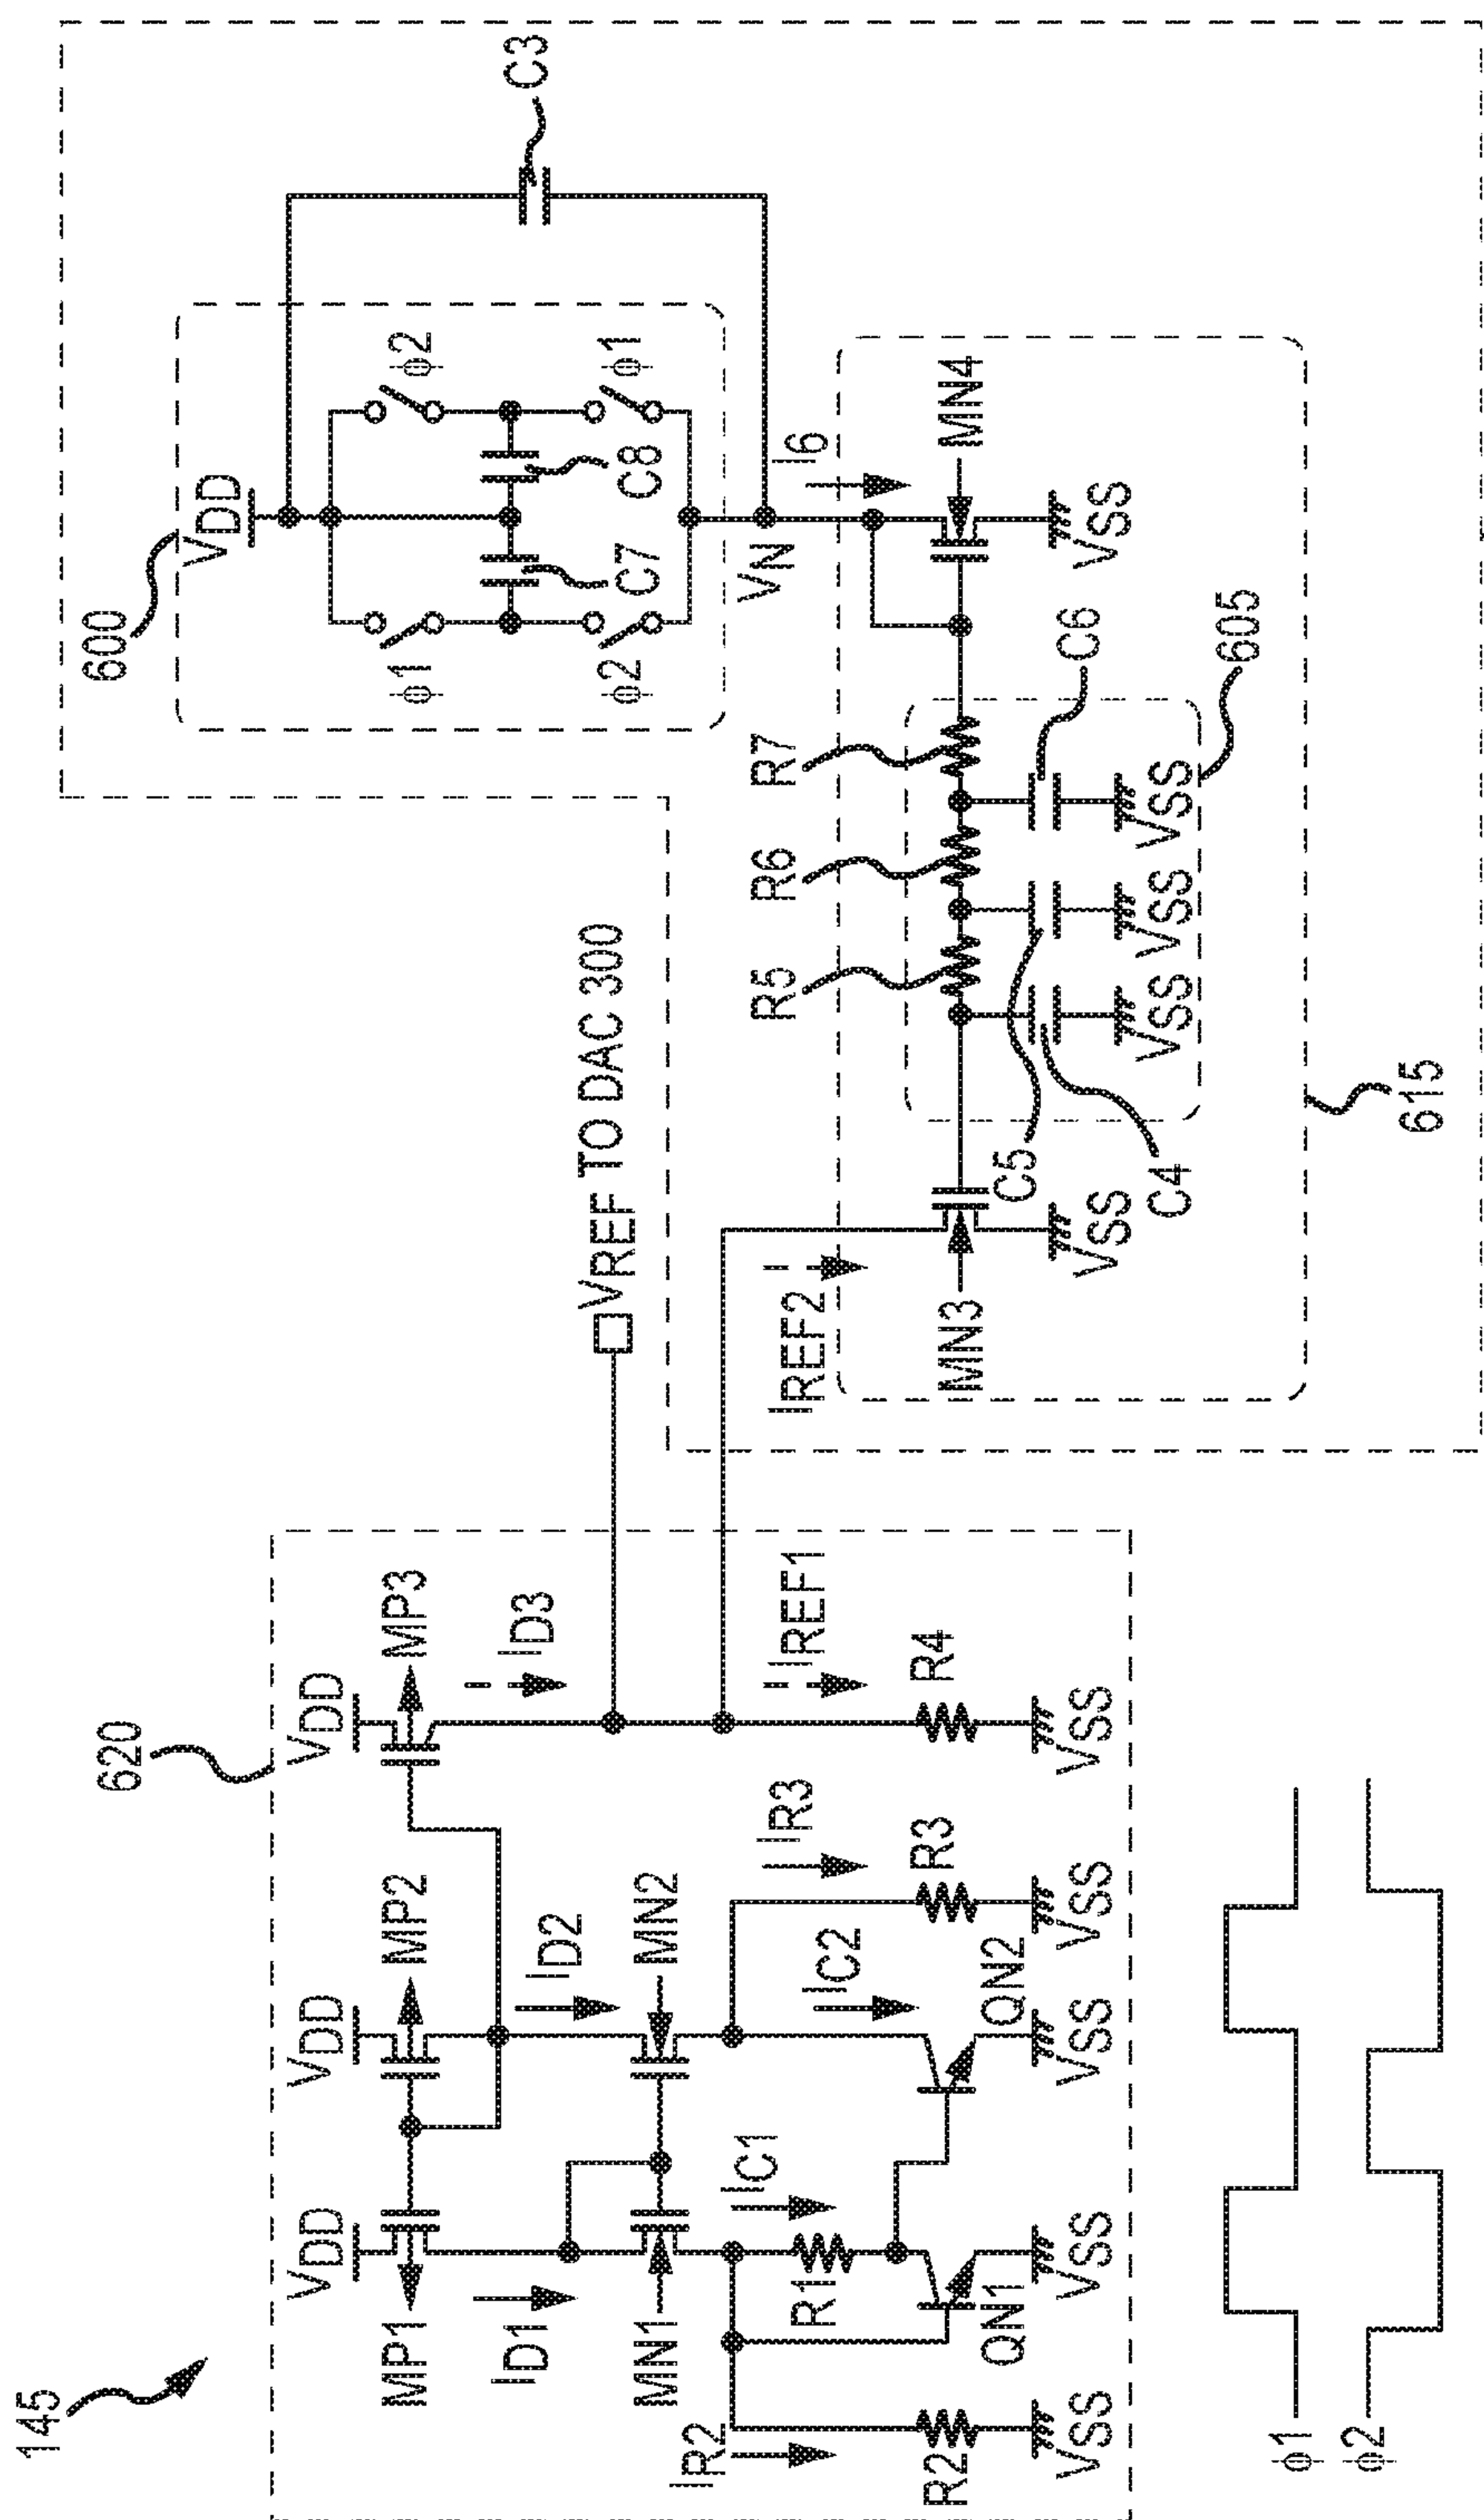 145
620
VDD
VDD
VDD
MP1
MP2
MP3
ID1
ID2
ID3
MN1
MN2
IR2
IC1
IC2
IR3
IREF1
R2
R1
QN1
QN2
R3
R4
VSS
VSS
VSS
VSS
VSS
VREF TO DAC 300
600
VDD
C3
φ1
φ2
C7
C8
φ2
φ1
VN
I6
IREF2
R5
R6
R7
MN3
MN4
C5
C4
C6
VSS
VSS
VSS
VSS
VSS
605
615
φ1
φ2